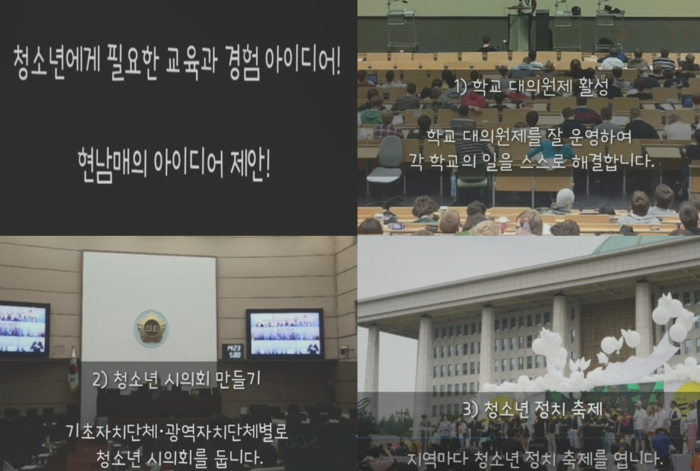 청소년에게 필요한 교육과 경험 아이디어!
현남매의 아이디어 제안!
1) 학교 대의원제 활성
학교 대의원제를 잘 운영하여
각 학교의 일을 스스로 해결합니다.
1423
5:00
2) 청소년 시의회 만들기
기초자치단체·광역자치단체별로
청소년 시의회를 둡니다.
3) 청소년 정치 축제
지역마다 청소년 정치 축제를 엽니다.